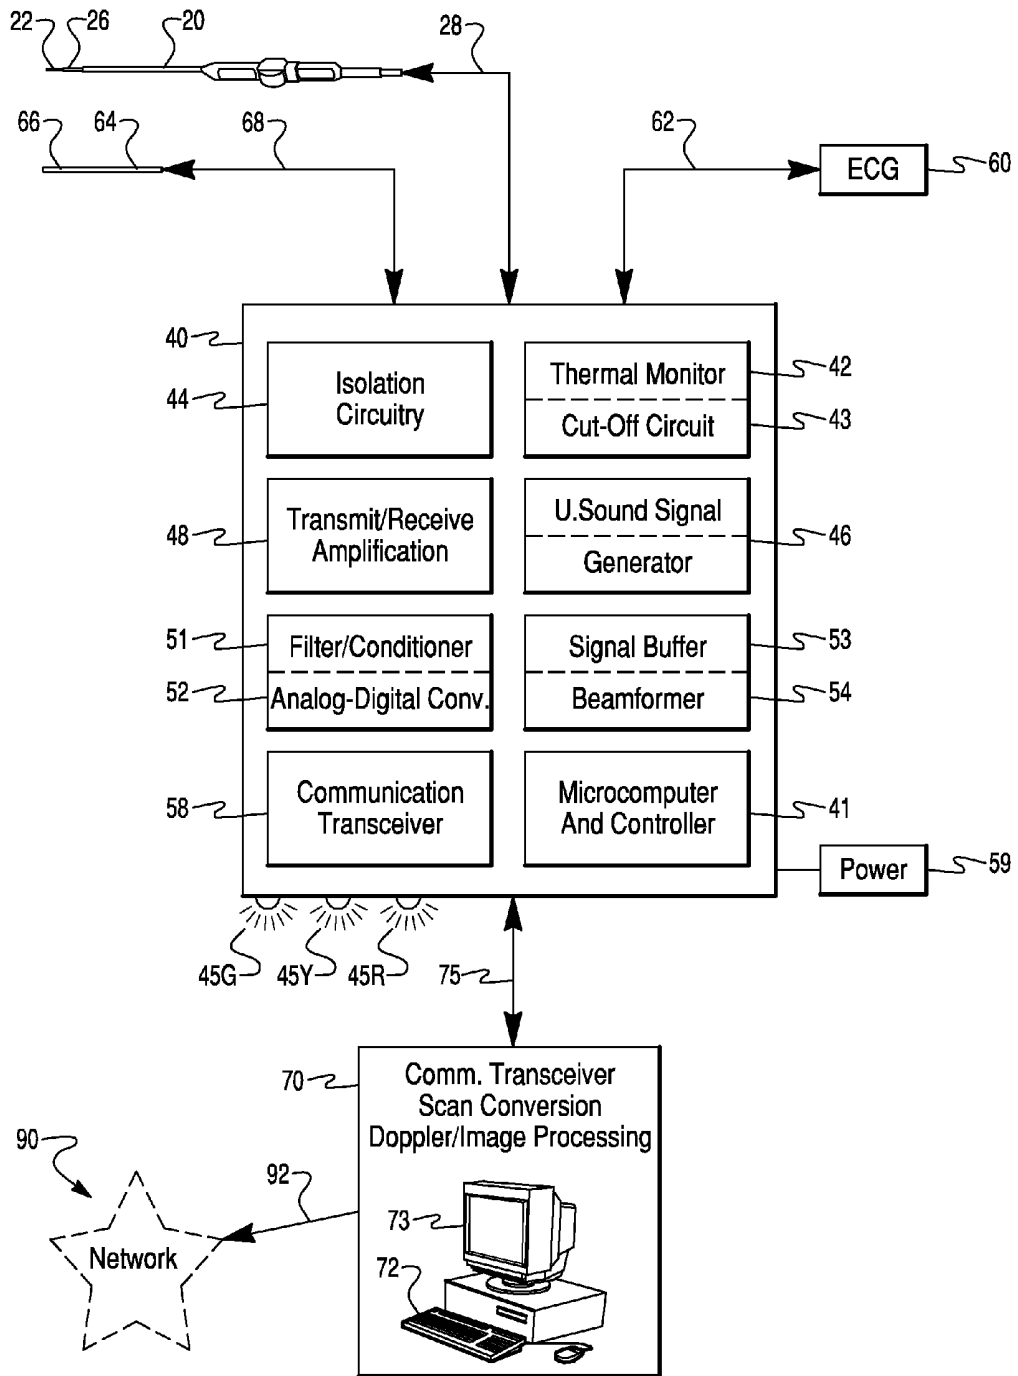 22
26
20
28
66
64
68
62
ECG
60
40
44
Isolation
Circuitry
Thermal Monitor
42
Cut-Off Circuit
43
48
Transmit/Receive
Amplification
U.Sound Signal
Generator
46
51
Filter/Conditioner
52
Analog-Digital Conv.
Signal Buffer
53
Beamformer
54
58
Communication
Transceiver
Microcomputer
And Controller
41
Power
59
45G
45Y
45R
75
70
Comm. Transceiver
Scan Conversion
Doppler/Image Processing
90
92
Network
73
72